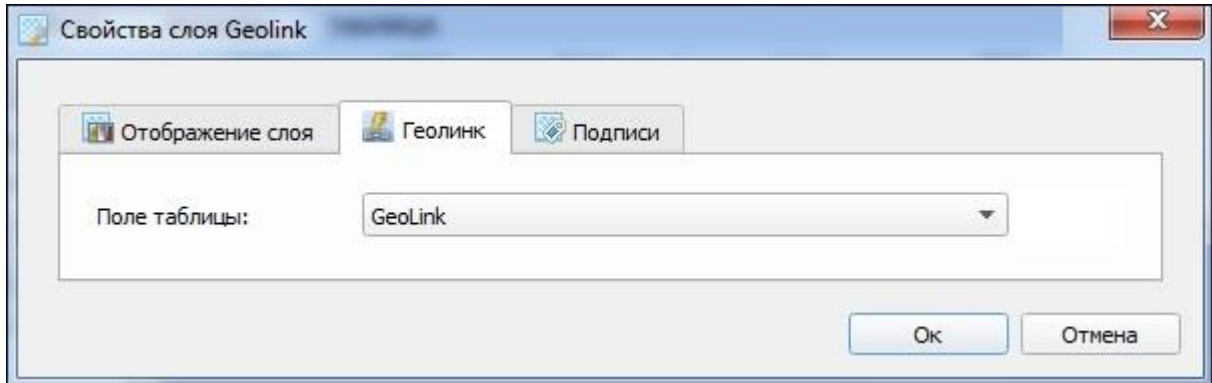 Свойства слоя Geolink
Отображение слоя Геолинк Подписи
Поле таблицы: GeoLink
Ок Отмена